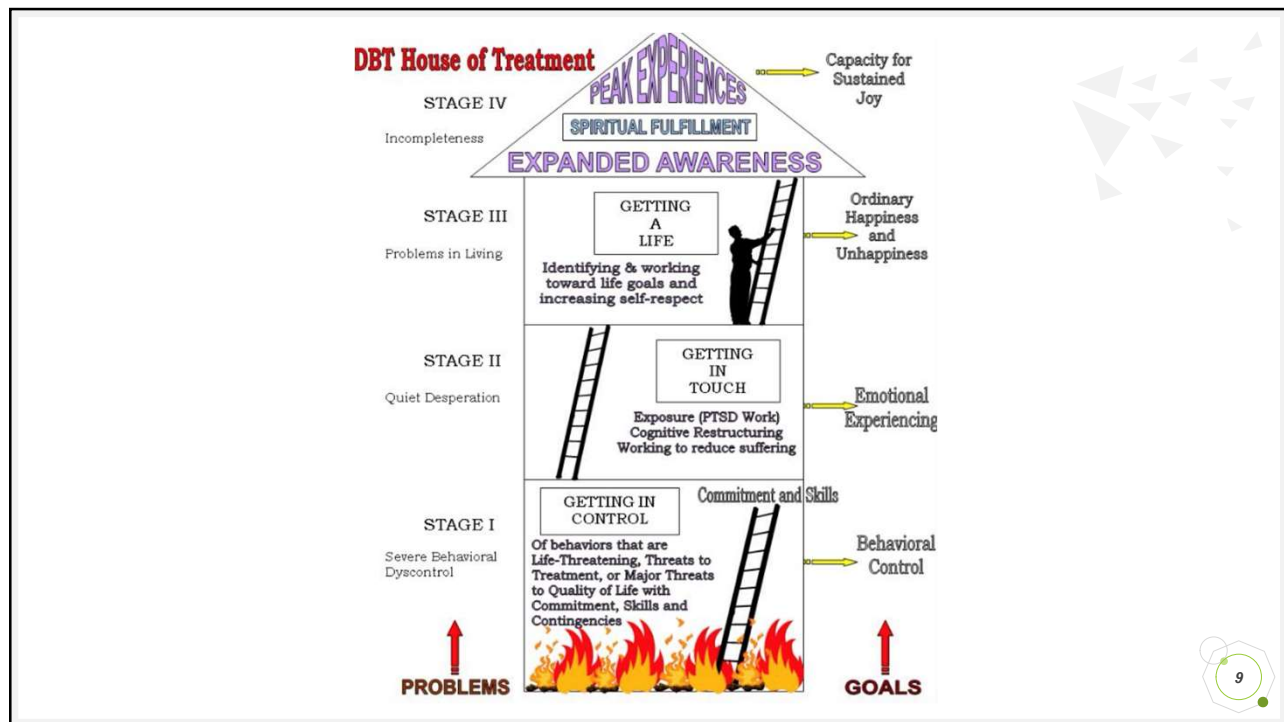 DBT House of Treatment
PEAK EXPERIENCES
Capacity for
Sustained
Joy
STAGE IV
SPIRITUAL FULFILLMENT
Incompleteness
EXPANDED AWARENESS
STAGE III
GETTING
A
LIFE
Ordinary
Happiness
and
Unhappiness
Problems in Living
Identifying & working
toward life goals and
increasing self-respect
STAGE II
GETTING
IN
TOUCH
Quiet Desperation
Emotional
Experiencing
Exposure (PTSD Work)
Cognitive Restructuring
Working to reduce suffering
STAGE I
GETTING IN
CONTROL
Commitment and Skills
Severe Behavioral
Dyscontrol
Of behaviors that are
Life-Threatening, Threats to
Treatment, or Major Threats
to Quality of Life with
Commitment, Skills and
Contingencies
Behavioral
Control
PROBLEMS
GOALS
9